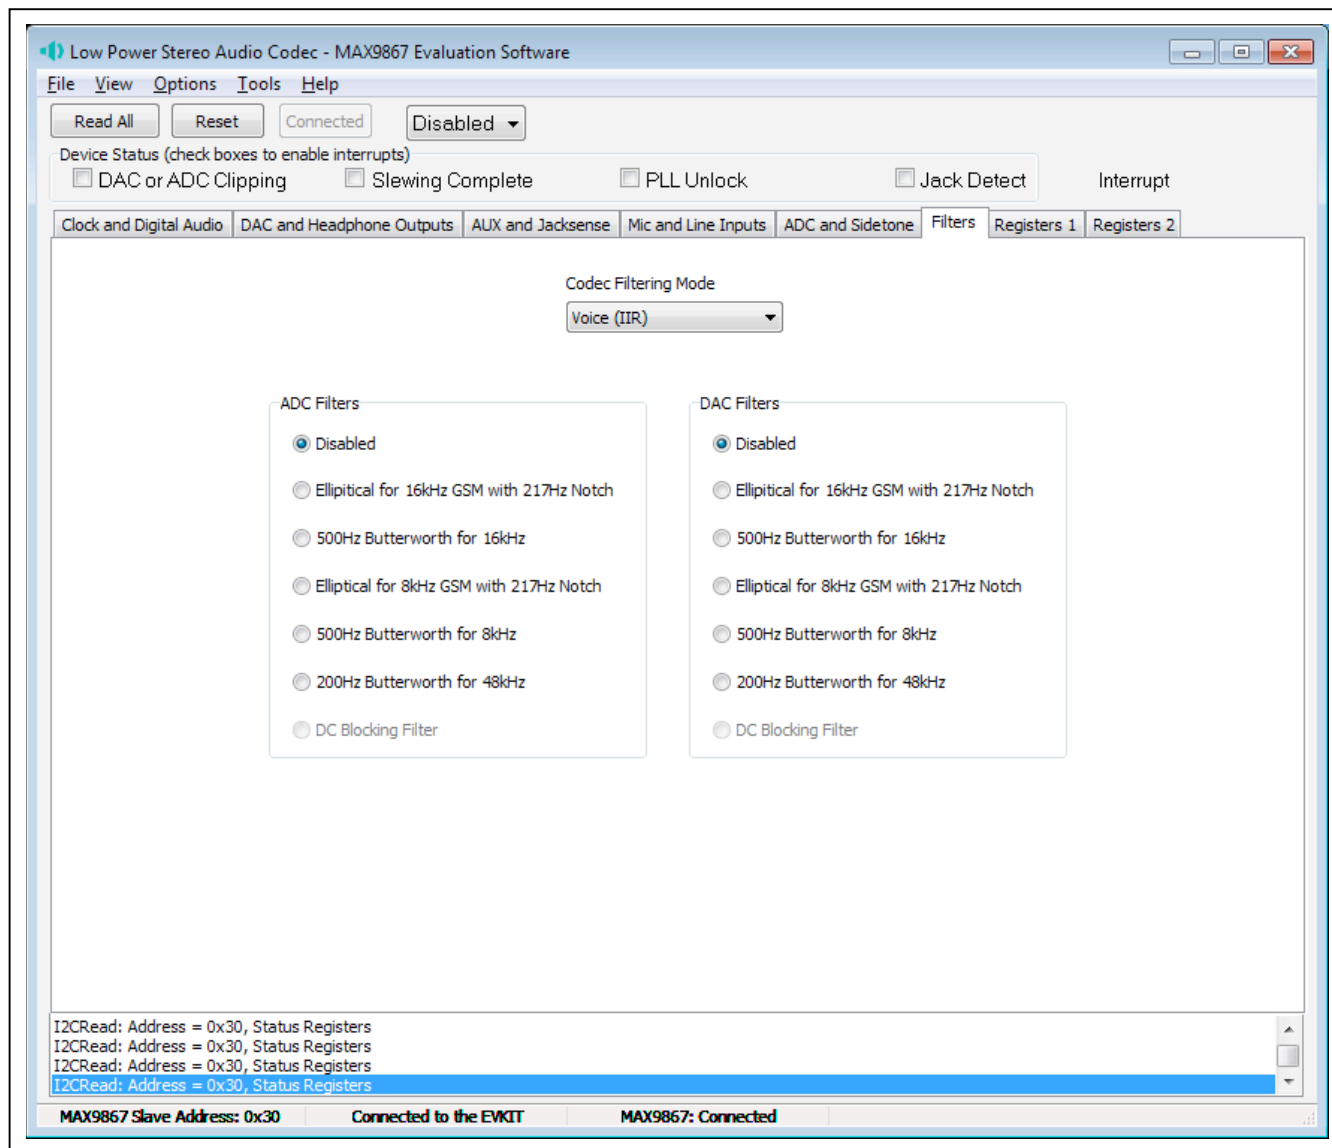 Low Power Stereo Audio Codec - MAX9867 Evaluation Software
File View Options Tools Help
Read All Reset Connected Disabled
Device Status (check boxes to enable interrupts)
DAC or ADC Clipping Slewing Complete PLL Unlock Jack Detect Interrupt
Clock and Digital Audio DAC and Headphone Outputs AUX and Jacksense Mic and Line Inputs ADC and Sidetone Filters Registers 1 Registers 2
Codec Filtering Mode
Voice (IIR)
ADC Filters
Disabled
Ellipitical for 16kHz GSM with 217Hz Notch
500Hz Butterworth for 16kHz
Elliptical for 8kHz GSM with 217Hz Notch
500Hz Butterworth for 8kHz
200Hz Butterworth for 48kHz
DC Blocking Filter
DAC Filters
Disabled
Ellipitical for 16kHz GSM with 217Hz Notch
500Hz Butterworth for 16kHz
Elliptical for 8kHz GSM with 217Hz Notch
500Hz Butterworth for 8kHz
200Hz Butterworth for 48kHz
DC Blocking Filter
I2CRead: Address = 0x30, Status Registers
I2CRead: Address = 0x30, Status Registers
I2CRead: Address = 0x30, Status Registers
I2CRead: Address = 0x30, Status Registers
MAX9867 Slave Address: 0x30 Connected to the EVKIT MAX9867: Connected